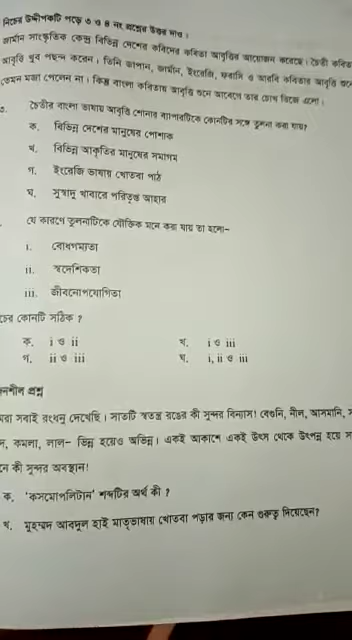 নিচের উদ্দীপকটি পড়ে ৩ ও ৪ নং প্রশ্নের উত্তর দাও।
জার্মান সাংস্কৃতিক কেন্দ্র বিভিন্ন দেশের কবিদের কবিতা আবৃত্তির আয়োজন করেছে। চৈতী কবিতা
আবৃত্তি খুব পছন্দ করেন। তিনি জাপান, জার্মান, ইংরেজি, ফরাসি ও আরবি কবিতার আবৃত্তি শুনে
তেমন মজা পেলেন না। কিন্তু বাংলা কবিতায় আবৃত্তি শুনে আবেগে তার চোখ ভিজে এলো।
৩. চৈতীর বাংলা ভাষায় আবৃত্তি শোনার ব্যাপারটিকে কোনটির সঙ্গে তুলনা করা যায়?
ক. বিভিন্ন দেশের মানুষের পোশাক
খ. বিভিন্ন আকৃতির মানুষের সমাগম
গ. ইংরেজি ভাষায় খোতবা পাঠ
ঘ. সুস্বাদু খাবারে পরিতৃপ্ত আহার
যে কারণে তুলনাটিকে যৌক্তিক মনে করা যায় তা হলো–
i. বোধগম্যতা
ii. স্বদেশিকতা
iii. জীবনোপযোগিতা
কোনটি সঠিক ?
ক. i ও ii খ. i ও iii
গ. ii ও iii ঘ. i, ii ও iii
প্রশ্ন
সবাই রংধনু দেখেছি। সাতটি স্বতন্ত্র রঙের কী সুন্দর বিন্যাস! বেগুনি, নীল, আসমানি,
কমলা, লাল– ভিন্ন হয়েও অভিন্ন। একই আকাশে একই উৎস থেকে উৎপন্ন হয়ে
কী সুন্দর অবস্থান!
ক. 'কসমোপলিটান' শব্দটির অর্থ কী ?
খ. মুহম্মদ আবদুল হাই মাতৃভাষায় খোতবা পড়ার জন্য কেন গুরুত্ব দিয়েছেন?